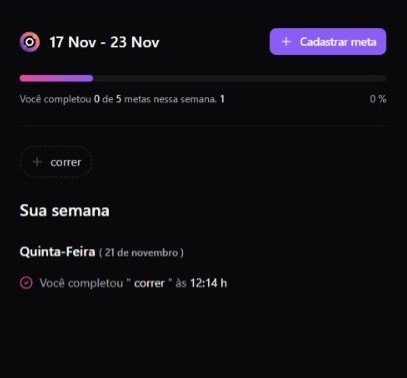 17 Nov - 23 Nov
+ Cadastrar meta
Você completou 0 de 5 metas nessa semana. 1
0 %
+ correr
Sua semana
Quinta-Feira ( 21 de novembro )
Você completou " correr " às 12:14 h